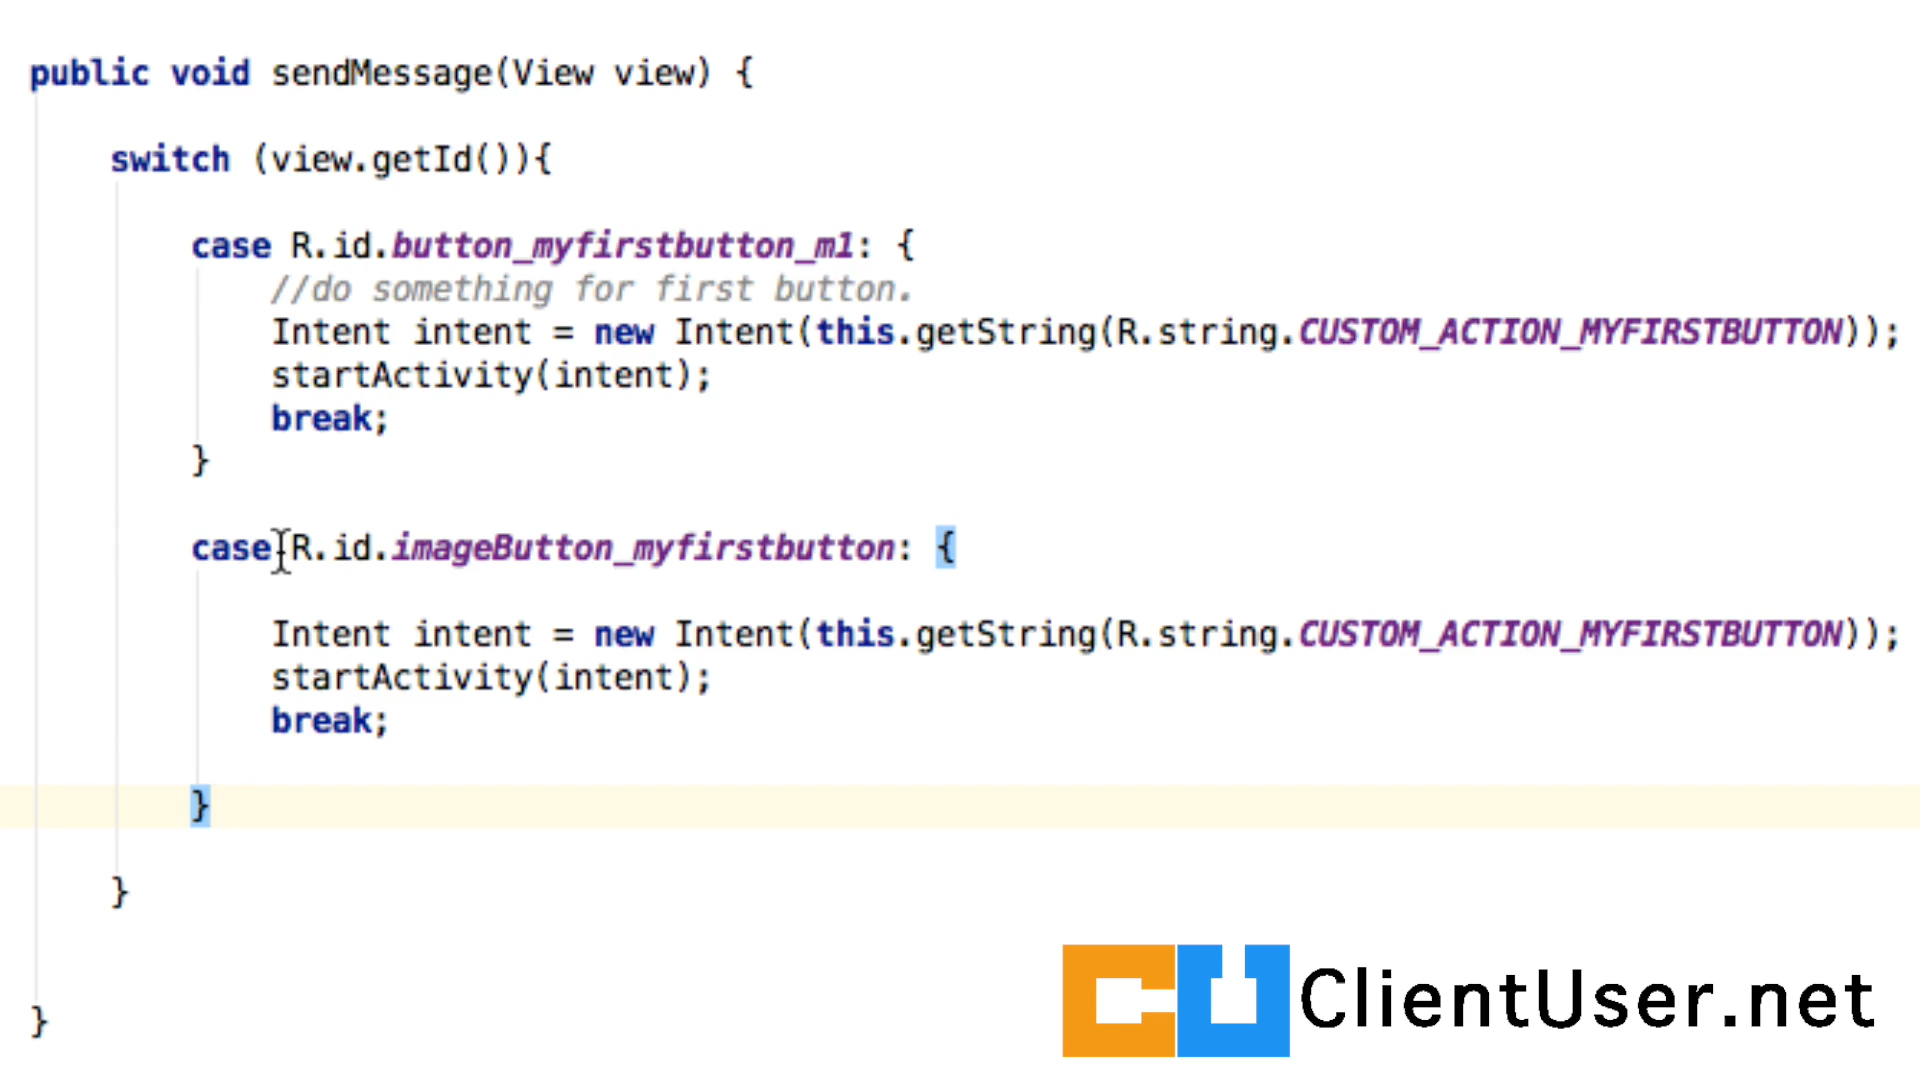 public void sendMessage(View view) {
switch (view.getId()){
case R.id.button_myfirstbutton_m1: {
//do something for first button.
Intent intent = new Intent(this.getString(R.string.CUSTOM_ACTION_MYFIRSTBUTTON));
startActivity(intent);
break;
}
case R.id.imageButton_myfirstbutton: {
Intent intent = new Intent(this.getString(R.string.CUSTOM_ACTION_MYFIRSTBUTTON));
startActivity(intent);
break;
}
}
}
CU ClientUser.net